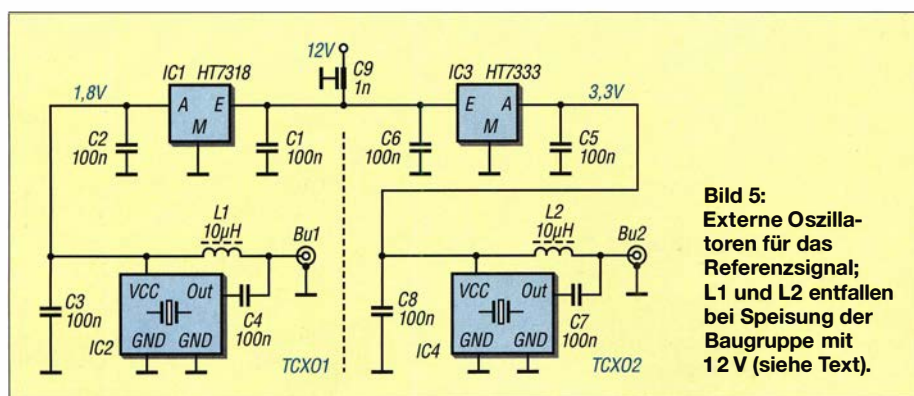 12V
IC1 HT7318
C9
1n
IC3 HT7333
1,8V
A E
M
E A
M
3,3V
C2
100n
C1
100n
C6
100n
C5
100n
L1
10µH
Bu1
L2
10µH
Bu2
C3
100n
VCC Out
GND GND
IC2
C4
100n
TCXO1
C8
100n
VCC Out
GND GND
IC4
C7
100n
TCXO2
Bild 5:
Externe Oszilla-
toren für das
Referenzsignal;
L1 und L2 entfallen
bei Speisung der
Baugruppe mit
12 V (siehe Text).